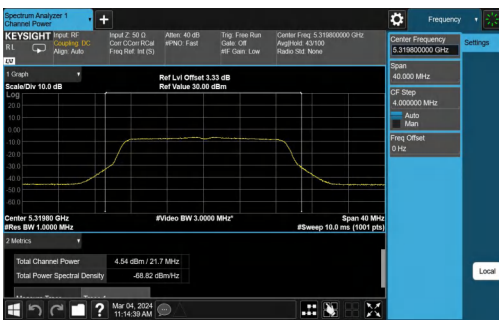 Spectrum Analyzer 1
Channel Power
Frequency
KEYSIGHT
RL
LXI
Input: RF
Coupling: DC
Align: Auto
Input Z: 50 Ω
Corr CCorr RCal
Freq Ref: Int (S)
Atten: 40 dB
#PNO: Fast
Trig: Free Run
Gate: Off
#IF Gain: Low
Center Freq: 5.319800000 GHz
Avg|Hold: 43/100
Radio Std: None
Center Frequency
5.319800000 GHz
Settings
Span
40.000 MHz
CF Step
4.000000 MHz
Auto
Man
Freq Offset
0 Hz
1 Graph
Scale/Div 10.0 dB
Ref Lvl Offset 3.33 dB
Ref Value 30.00 dBm
Log
20.0
10.0
0.00
-10.0
-20.0
-30.0
-40.0
-50.0
-60.0
Center 5.31980 GHz
#Video BW 3.0000 MHz*
Span 40 MHz
#Res BW 1.0000 MHz
#Sweep 10.0 ms (1001 pts)
2 Metrics
Total Channel Power
4.54 dBm / 21.7 MHz
Total Power Spectral Density
-68.82 dBm/Hz
Local
?
Mar 04, 2024
11:14:39 AM